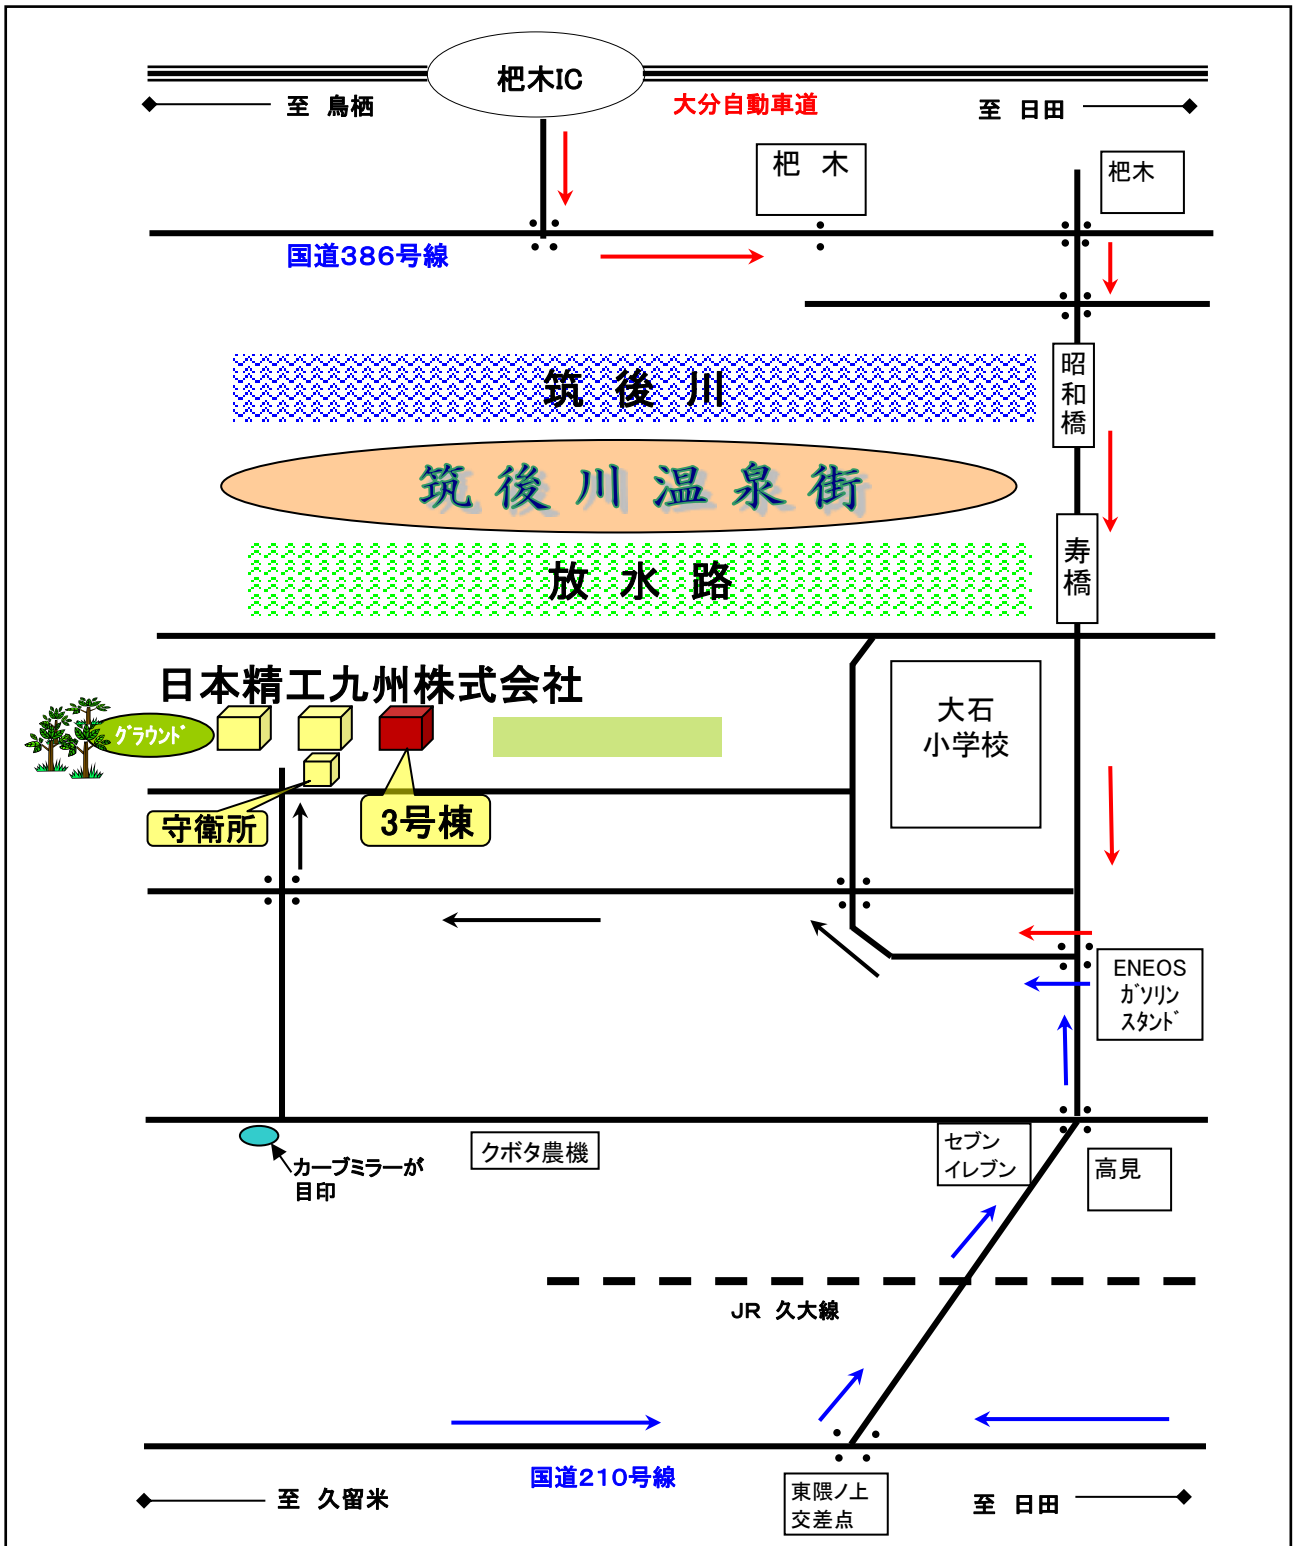 杷木IC
至 鳥栖
大分自動車道
至 日田
杷 木
杷木
国道386号線
昭和橋
筑 後 川
筑後川温泉街
寿橋
放 水 路
日本精工九州株式会社
グラウンド
大石
小学校
守衛所
3号棟
ENEOS
ガソリン
スタンド
クボタ農機
セブン
イレブン
カーブミラーが
目印
高見
JR 久大線
国道210号線
至 久留米
東隈ノ上
交差点
至 日田